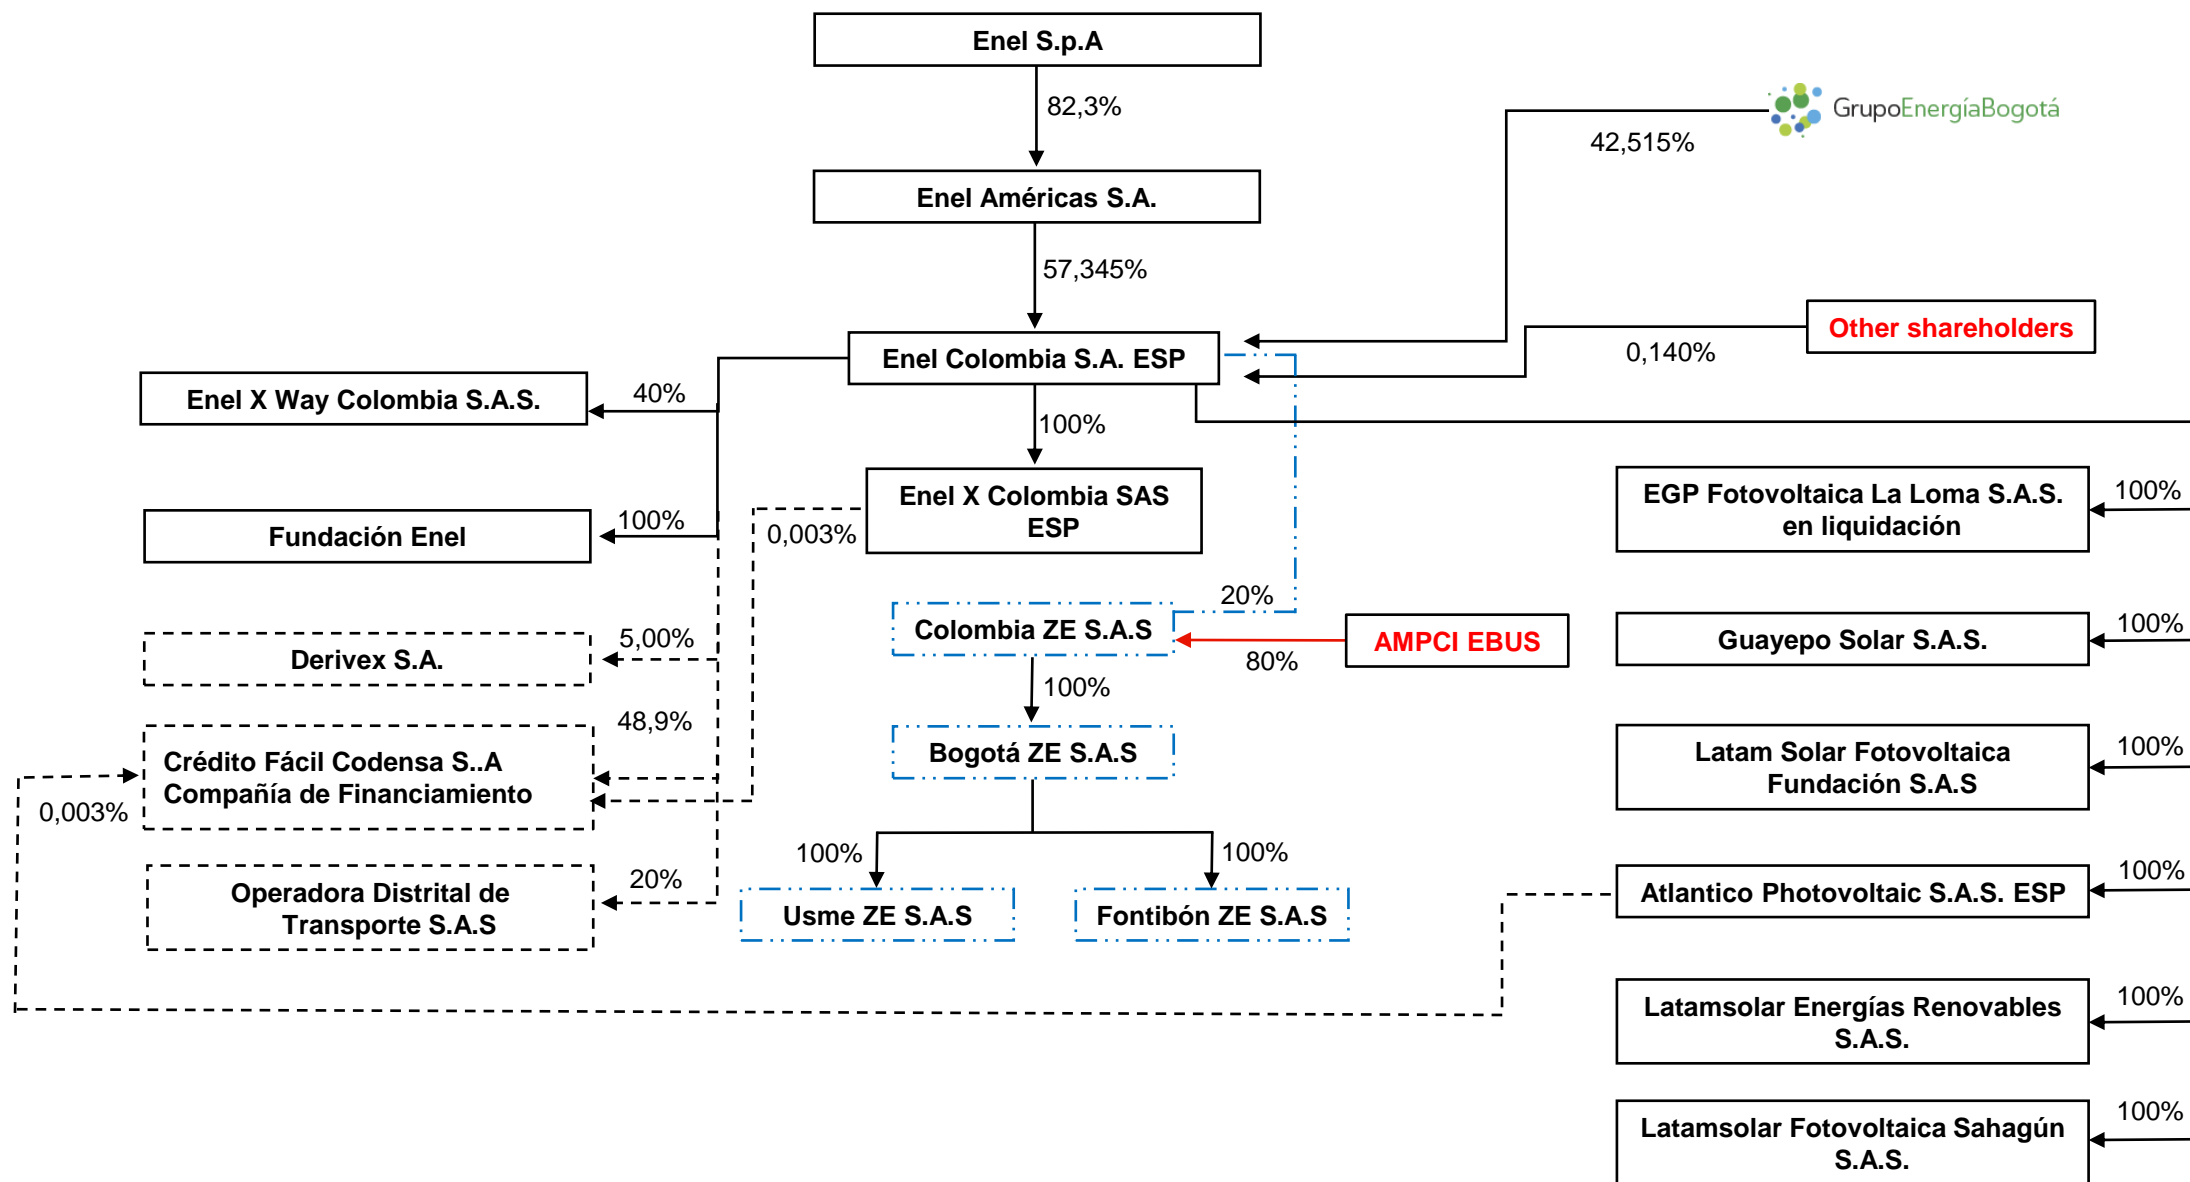 Enel S.p.A
82,3%
GrupoEnergíaBogotá
42,515%
Enel Américas S.A.
57,345%
Other shareholders
0,140%
Enel Colombia S.A. ESP
Enel X Way Colombia S.A.S.
40%
100%
Enel X Colombia SAS
ESP
EGP Fotovoltaica La Loma S.A.S.
en liquidación
100%
Fundación Enel
100%
0,003%
20%
Colombia ZE S.A.S
AMPCI EBUS
80%
Guayepo Solar S.A.S.
100%
Derivex S.A.
5,00%
100%
48,9%
Crédito Fácil Codensa S..A
Compañía de Financiamiento
0,003%
Bogotá ZE S.A.S
Latam Solar Fotovoltaica
Fundación S.A.S
100%
100%
100%
Operadora Distrital de
Transporte S.A.S
20%
Usme ZE S.A.S
Fontibón ZE S.A.S
Atlantico Photovoltaic S.A.S. ESP
100%
Latamsolar Energías Renovables
S.A.S.
100%
Latamsolar Fotovoltaica Sahagún
S.A.S.
100%